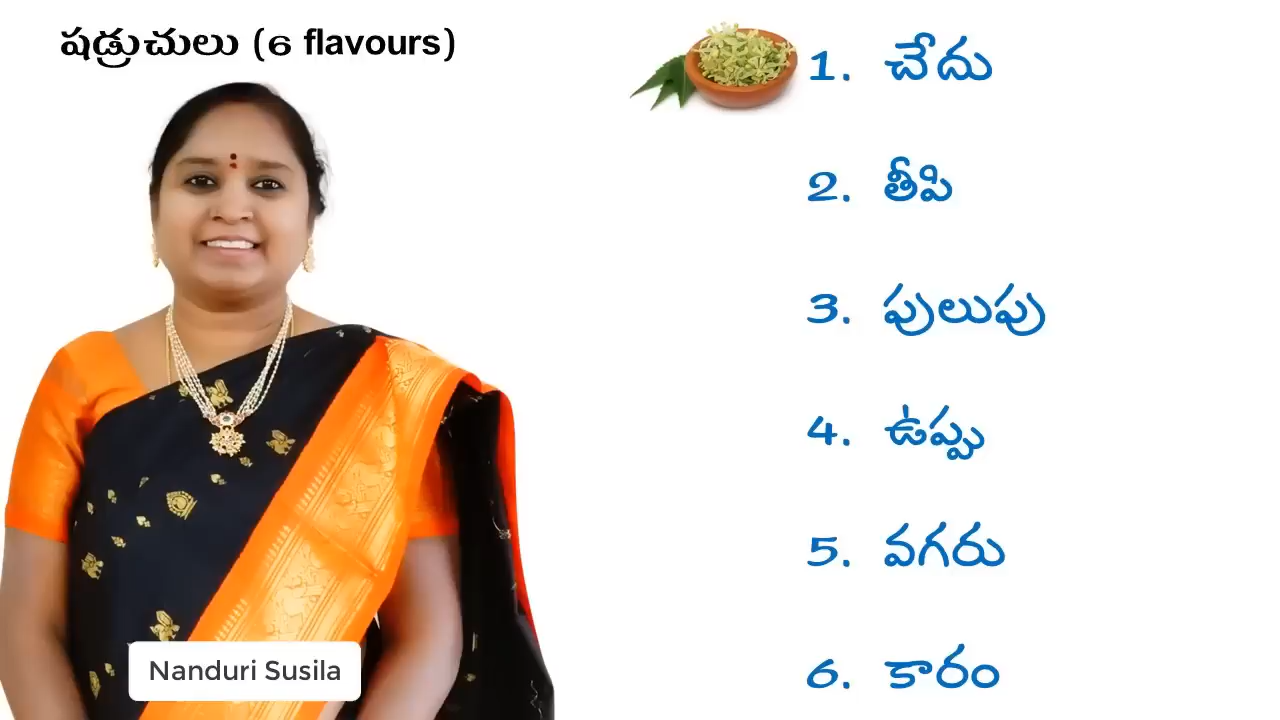 షడ్రుచులు (6 flavours)
1. చేదు
2. తీపి
3. పులుపు
4. ఉప్పు
5. వగరు
6. కారం
Nanduri Susila